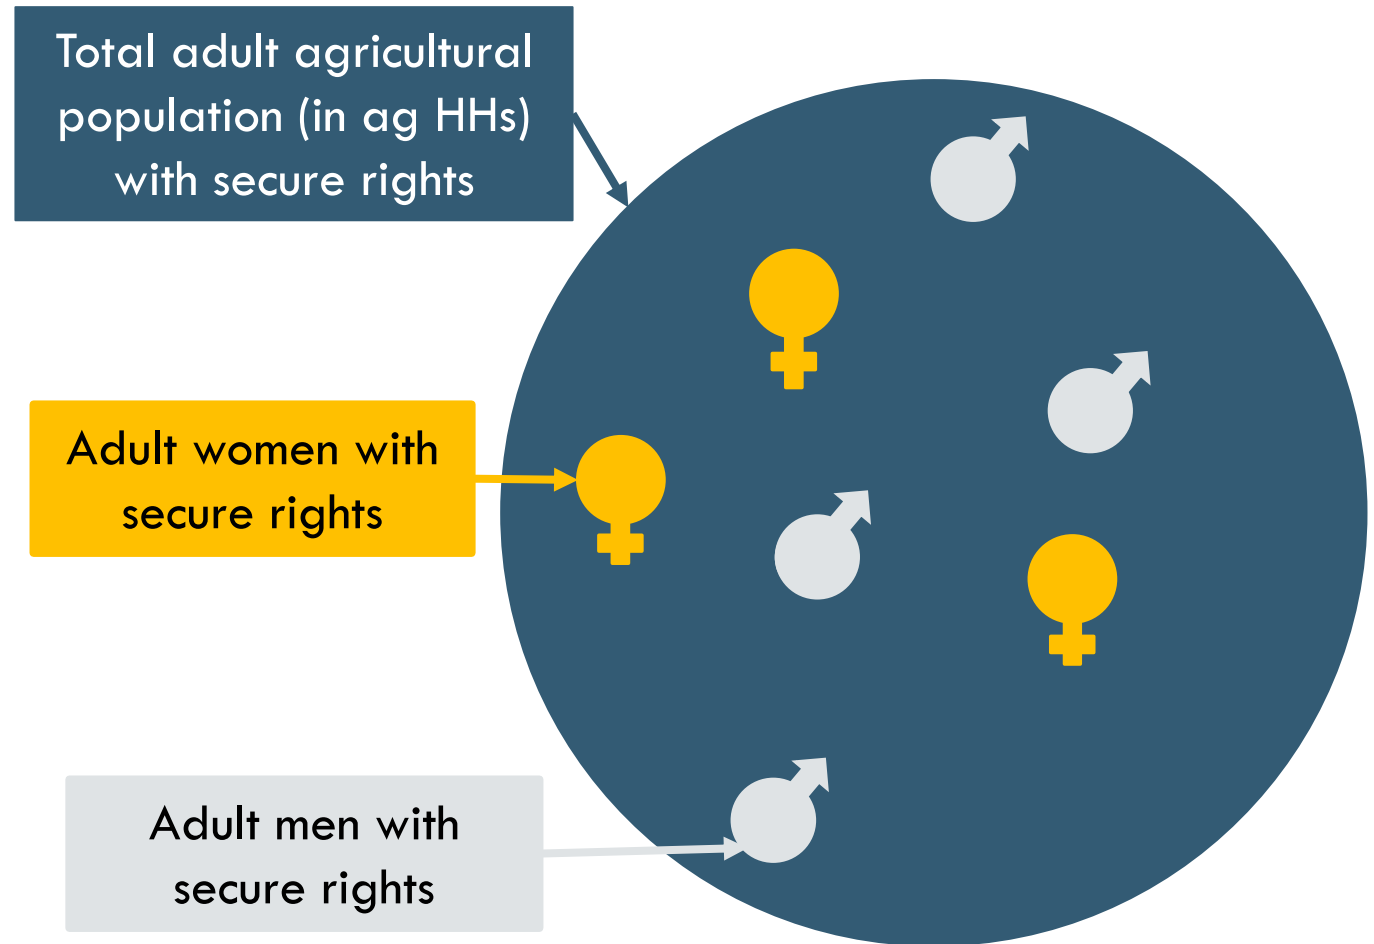 Total adult agricultural
population (in ag HHs)
with secure rights
Adult women with
secure rights
Adult men with
secure rights